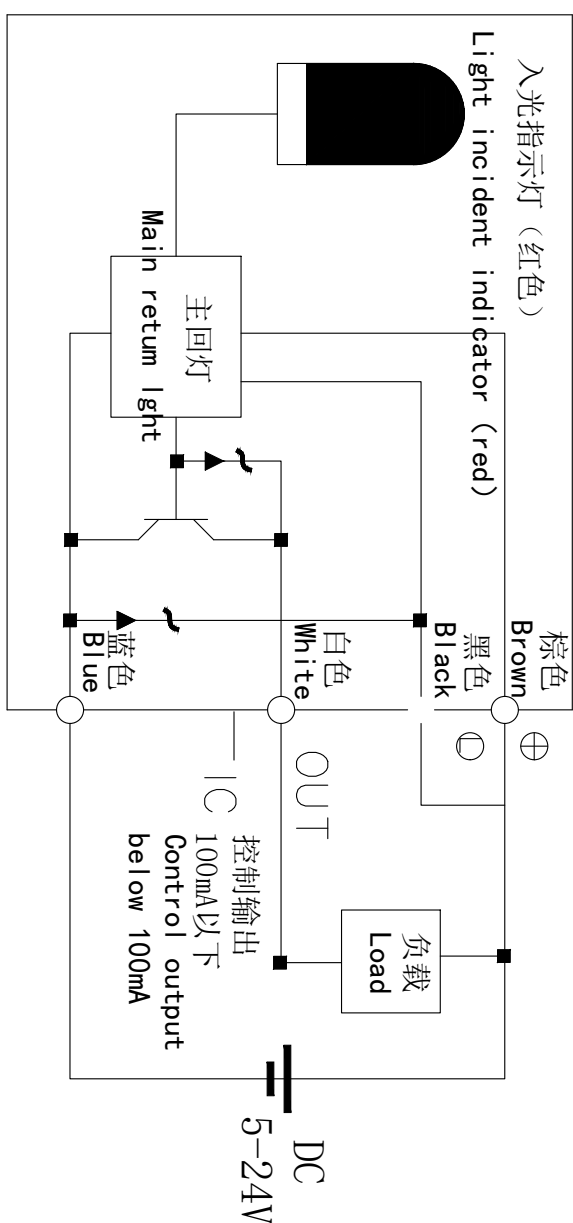 入光指示灯（红色）
Light incident indicator (red)
主回灯
Main retum lght
棕色
Brown
黑色
Black
L
白色
White
蓝色
Blue
OUT
IC
控制输出
100mA以下
Control output
below 100mA
负载
Load
DC
5-24V